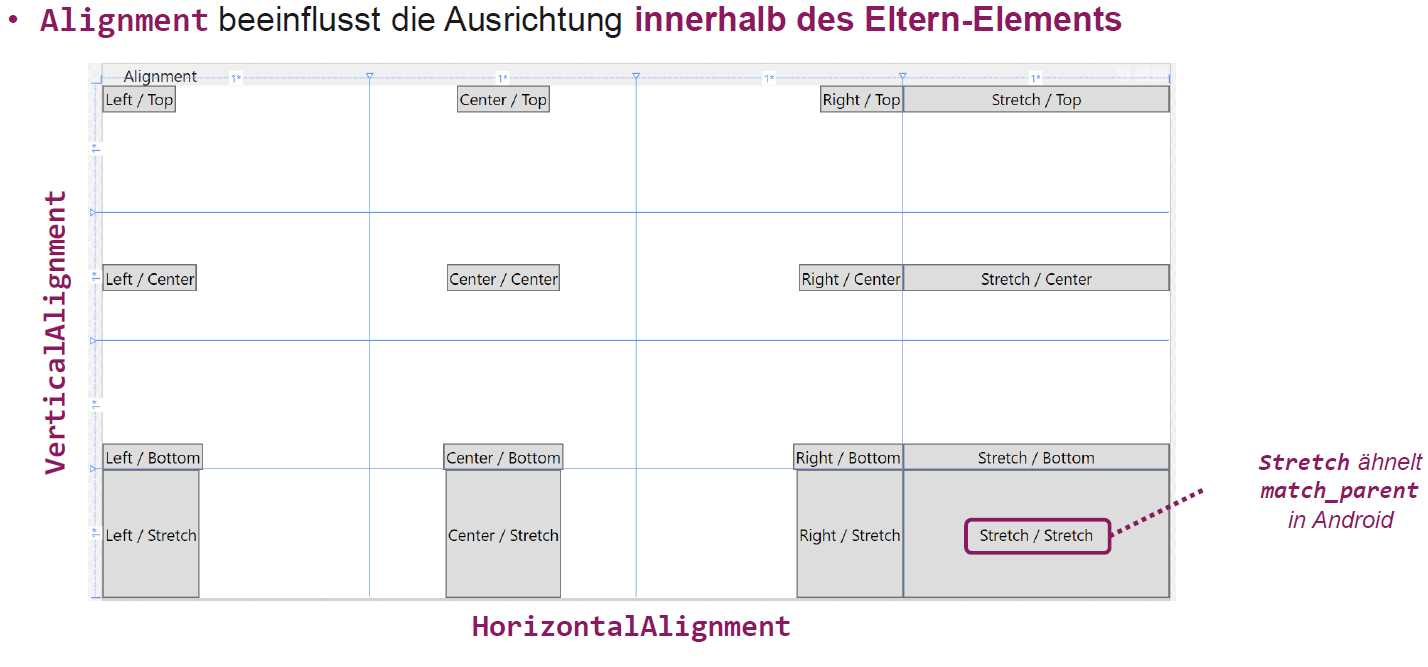 • Alignment beeinflusst die Ausrichtung innerhalb des Eltern-Elements
Alignment
1* 1* 1* 1*
Left / Top Center / Top Right / Top Stretch / Top
1*
VerticalAlignment
1*
Left / Center Center / Center Right / Center Stretch / Center
1*
Left / Bottom Center / Bottom Right / Bottom Stretch / Bottom
1*
Left / Stretch Center / Stretch Right / Stretch Stretch / Stretch
Stretch ähnelt
match_parent
in Android
HorizontalAlignment